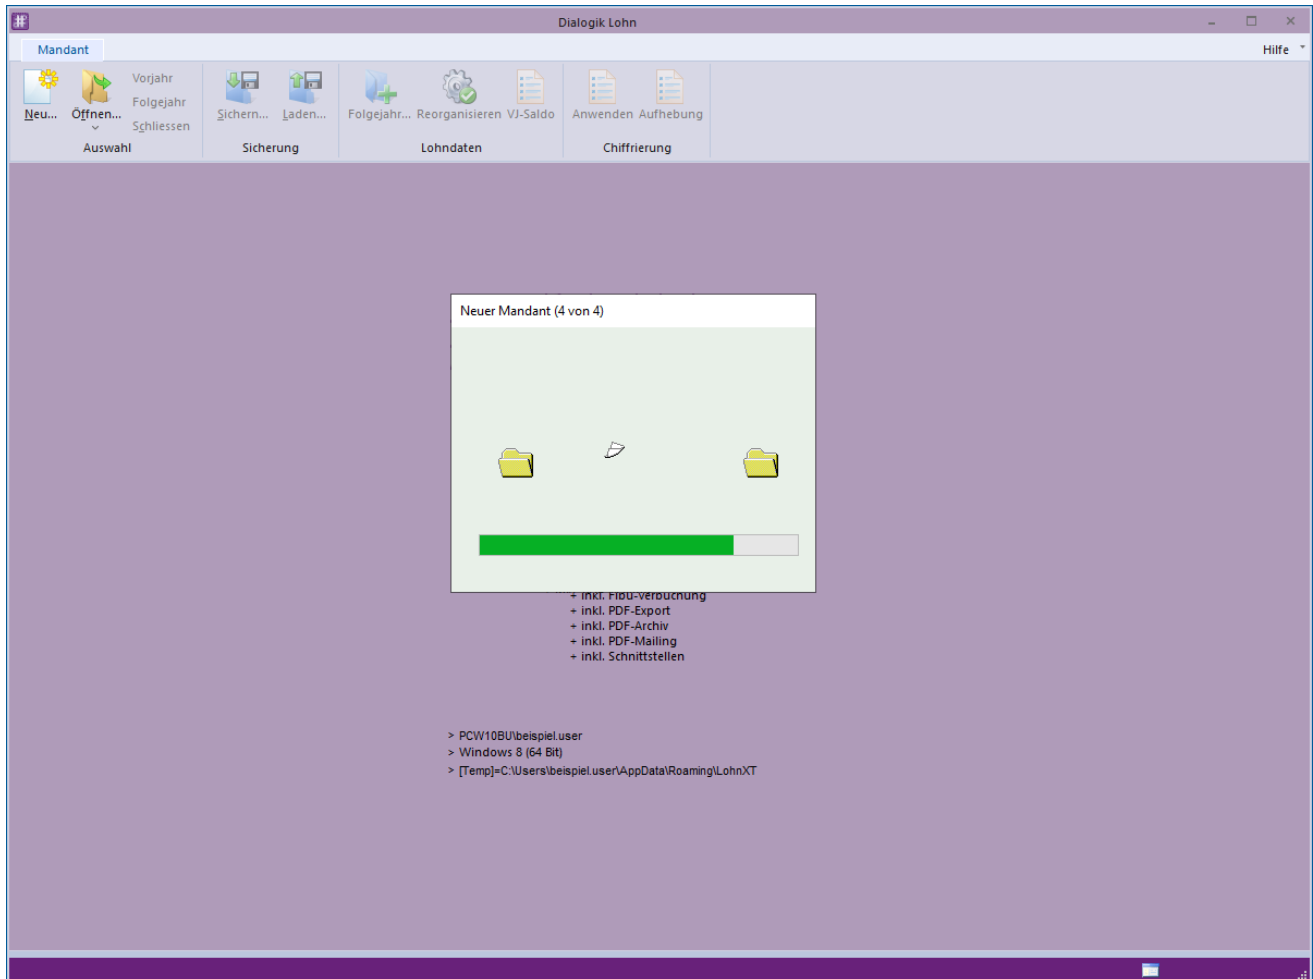 Dialogik Lohn
Mandant
Hilfe
Neu...
Öffnen...
Vorjahr
Folgejahr
Schliessen
Auswahl
Sichern...
Laden...
Sicherung
Folgejahr...
Reorganisieren
VJ-Saldo
Lohndaten
Anwenden
Aufhebung
Chiffrierung
Neuer Mandant (4 von 4)
+ inkl. Fibu-Verbuchung
+ inkl. PDF-Export
+ inkl. PDF-Archiv
+ inkl. PDF-Mailing
+ inkl. Schnittstellen
> PCW10BU\beispiel.user
> Windows 8 (64 Bit)
> [Temp]=C:\Users\beispiel.user\AppData\Roaming\LohnXT